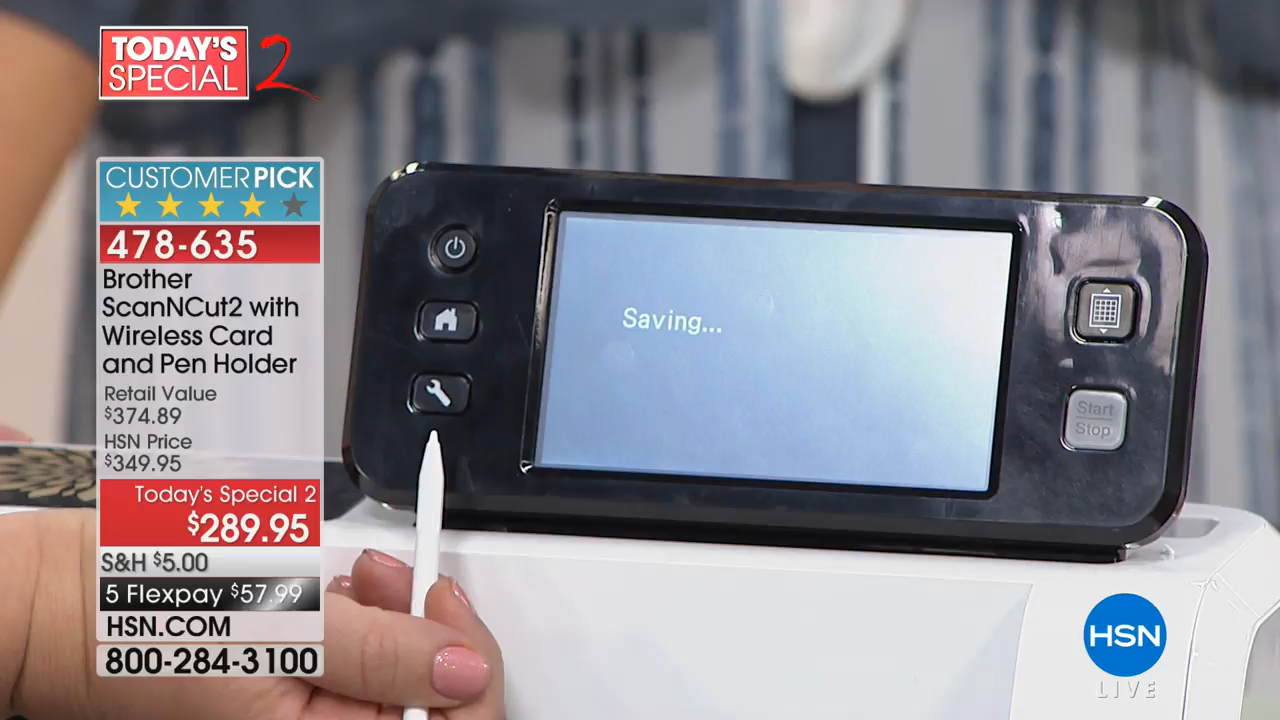 TODAY'S
SPECIAL 2
CUSTOMER PICK
478-635
Brother
ScanNCut2 with
Wireless Card
and Pen Holder
Retail Value
$374.89
HSN Price
$349.95
Today's Special 2
$289.95
S&H $5.00
5 Flexpay $57.99
HSN.COM
800-284-3100
Saving...
Start
Stop
HSN
LIVE